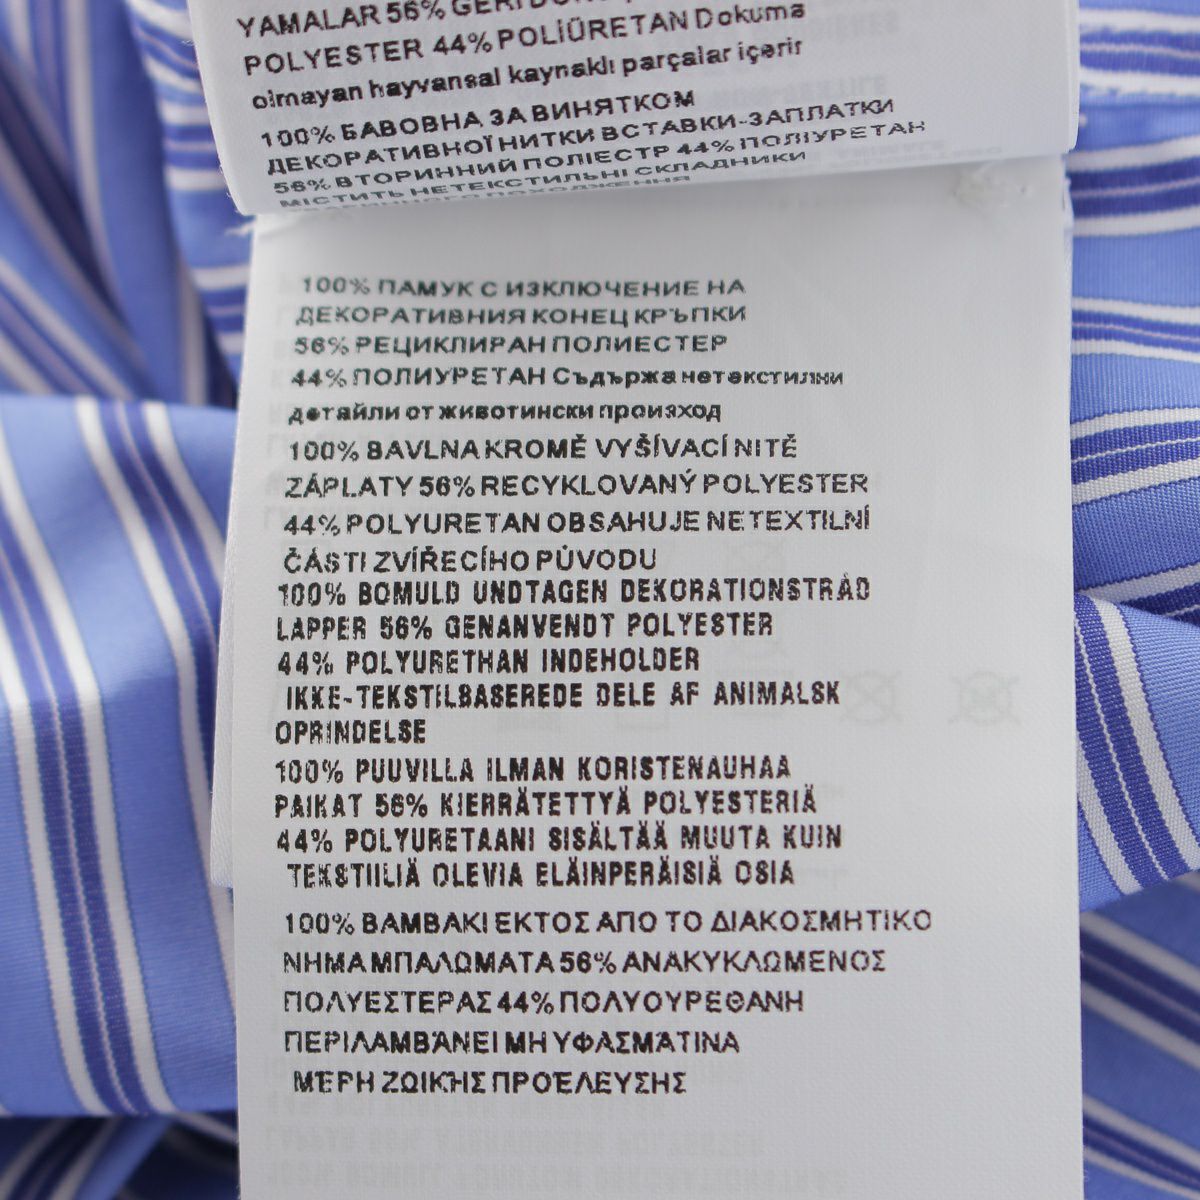 YAMALAR 56%
POLYESTER 44% POLİÜRETAN Dokuma
olmayan hayvansal kaynaklı parçalar içerir
100% БАВОВНА ЗА ВИНЯТКОМ
ДЕКОРАТИВНОЇ НИТКИ ВСТАВКИ-ЗАПЛАТКИ
56% ВТОРИННИЙ ПОЛІЕСТР 44% ПОЛІУРЕТАН
МІСТИТЬ НЕТЕКСТИЛЬНІ СКЛАДНИКИ
100% ПАМУК С ИЗКЛЮЧЕНИЕ НА
ДЕКОРАТИВНИЯ КОНЕЦ КРЪПКИ
56% РЕЦИКЛИРАН ПОЛИЕСТЕР
44% ПОЛИУРЕТАН Съдържа нетекстилни
детайли от животински произход
100% BAVLNA KROMĚ VYŠÍVACÍ NITĚ
ZÁPLATY 56% RECYKLOVANÝ POLYESTER
44% POLYURETAN OBSAHUJE NETEXTILNÍ
ČÁSTI ZVÍŘECÍHO PŮVODU
100% BOMULD UNDTAGEN DEKORATIONSTRÅD
LAPPER 56% GENANVENDT POLYESTER
44% POLYURETHAN INDEHOLDER
IKKE-TEKSTILBASEREDE DELE AF ANIMALSK
OPRINDELSE
100% PUUVILLA ILMAN KORISTENAUHAA
PAIKAT 56% KIERRÄTETTYÄ POLYESTERIÄ
44% POLYURETAANI SISÄLTÄÄ MUUTA KUIN
TEKSTIILIÄ OLEVIA ELÄINPERÄISIÄ OSIA
100% ΒΑΜΒΑΚΙ ΕΚΤΟΣ ΑΠΟ ΤΟ ΔΙΑΚΟΣΜΗΤΙΚΟ
ΝΗΜΑ ΜΠΑΛΩΜΑΤΑ 56% ΑΝΑΚΥΚΛΩΜΕΝΟΣ
ΠΟΛΥΕΣΤΕΡΑΣ 44% ΠΟΛΥΟΥΡΕΘΑΝΗ
ΠΕΡΙΛΑΜΒΆΝΕΙ ΜΗ ΥΦΑΣΜΆΤΙΝΑ
ΜΈΡΗ ΖΩΙΚΉΣ ΠΡΟΈΛΕΥΣΗΣ